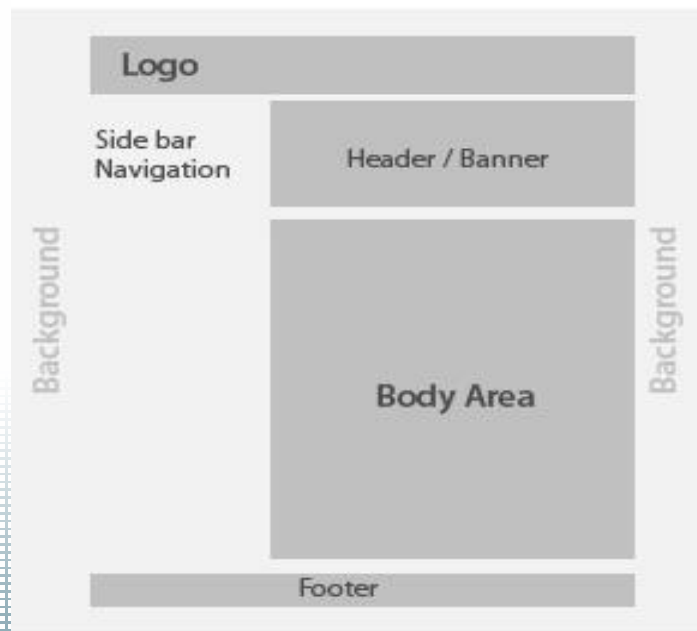 Logo
Side bar
Navigation
Header / Banner
Background
Background
Body Area
Footer